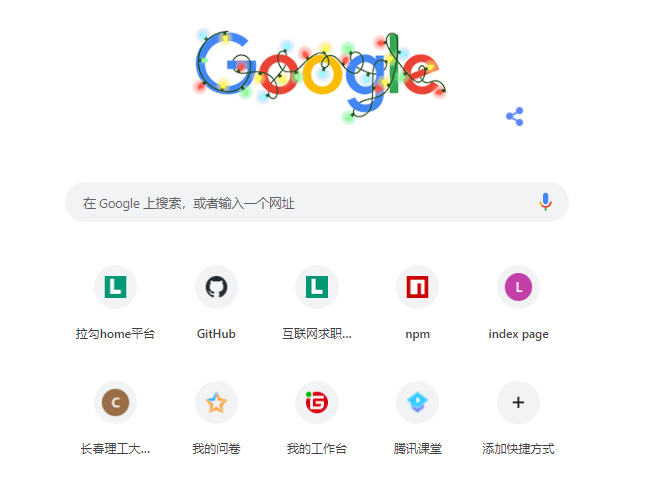 Google
在 Google 上搜索，或者输入一个网址
L
L
n
L
拉勾home平台
GitHub
互联网求职...
npm
index page
C
G
长春理工大...
我的问卷
我的工作台
腾讯课堂
添加快捷方式